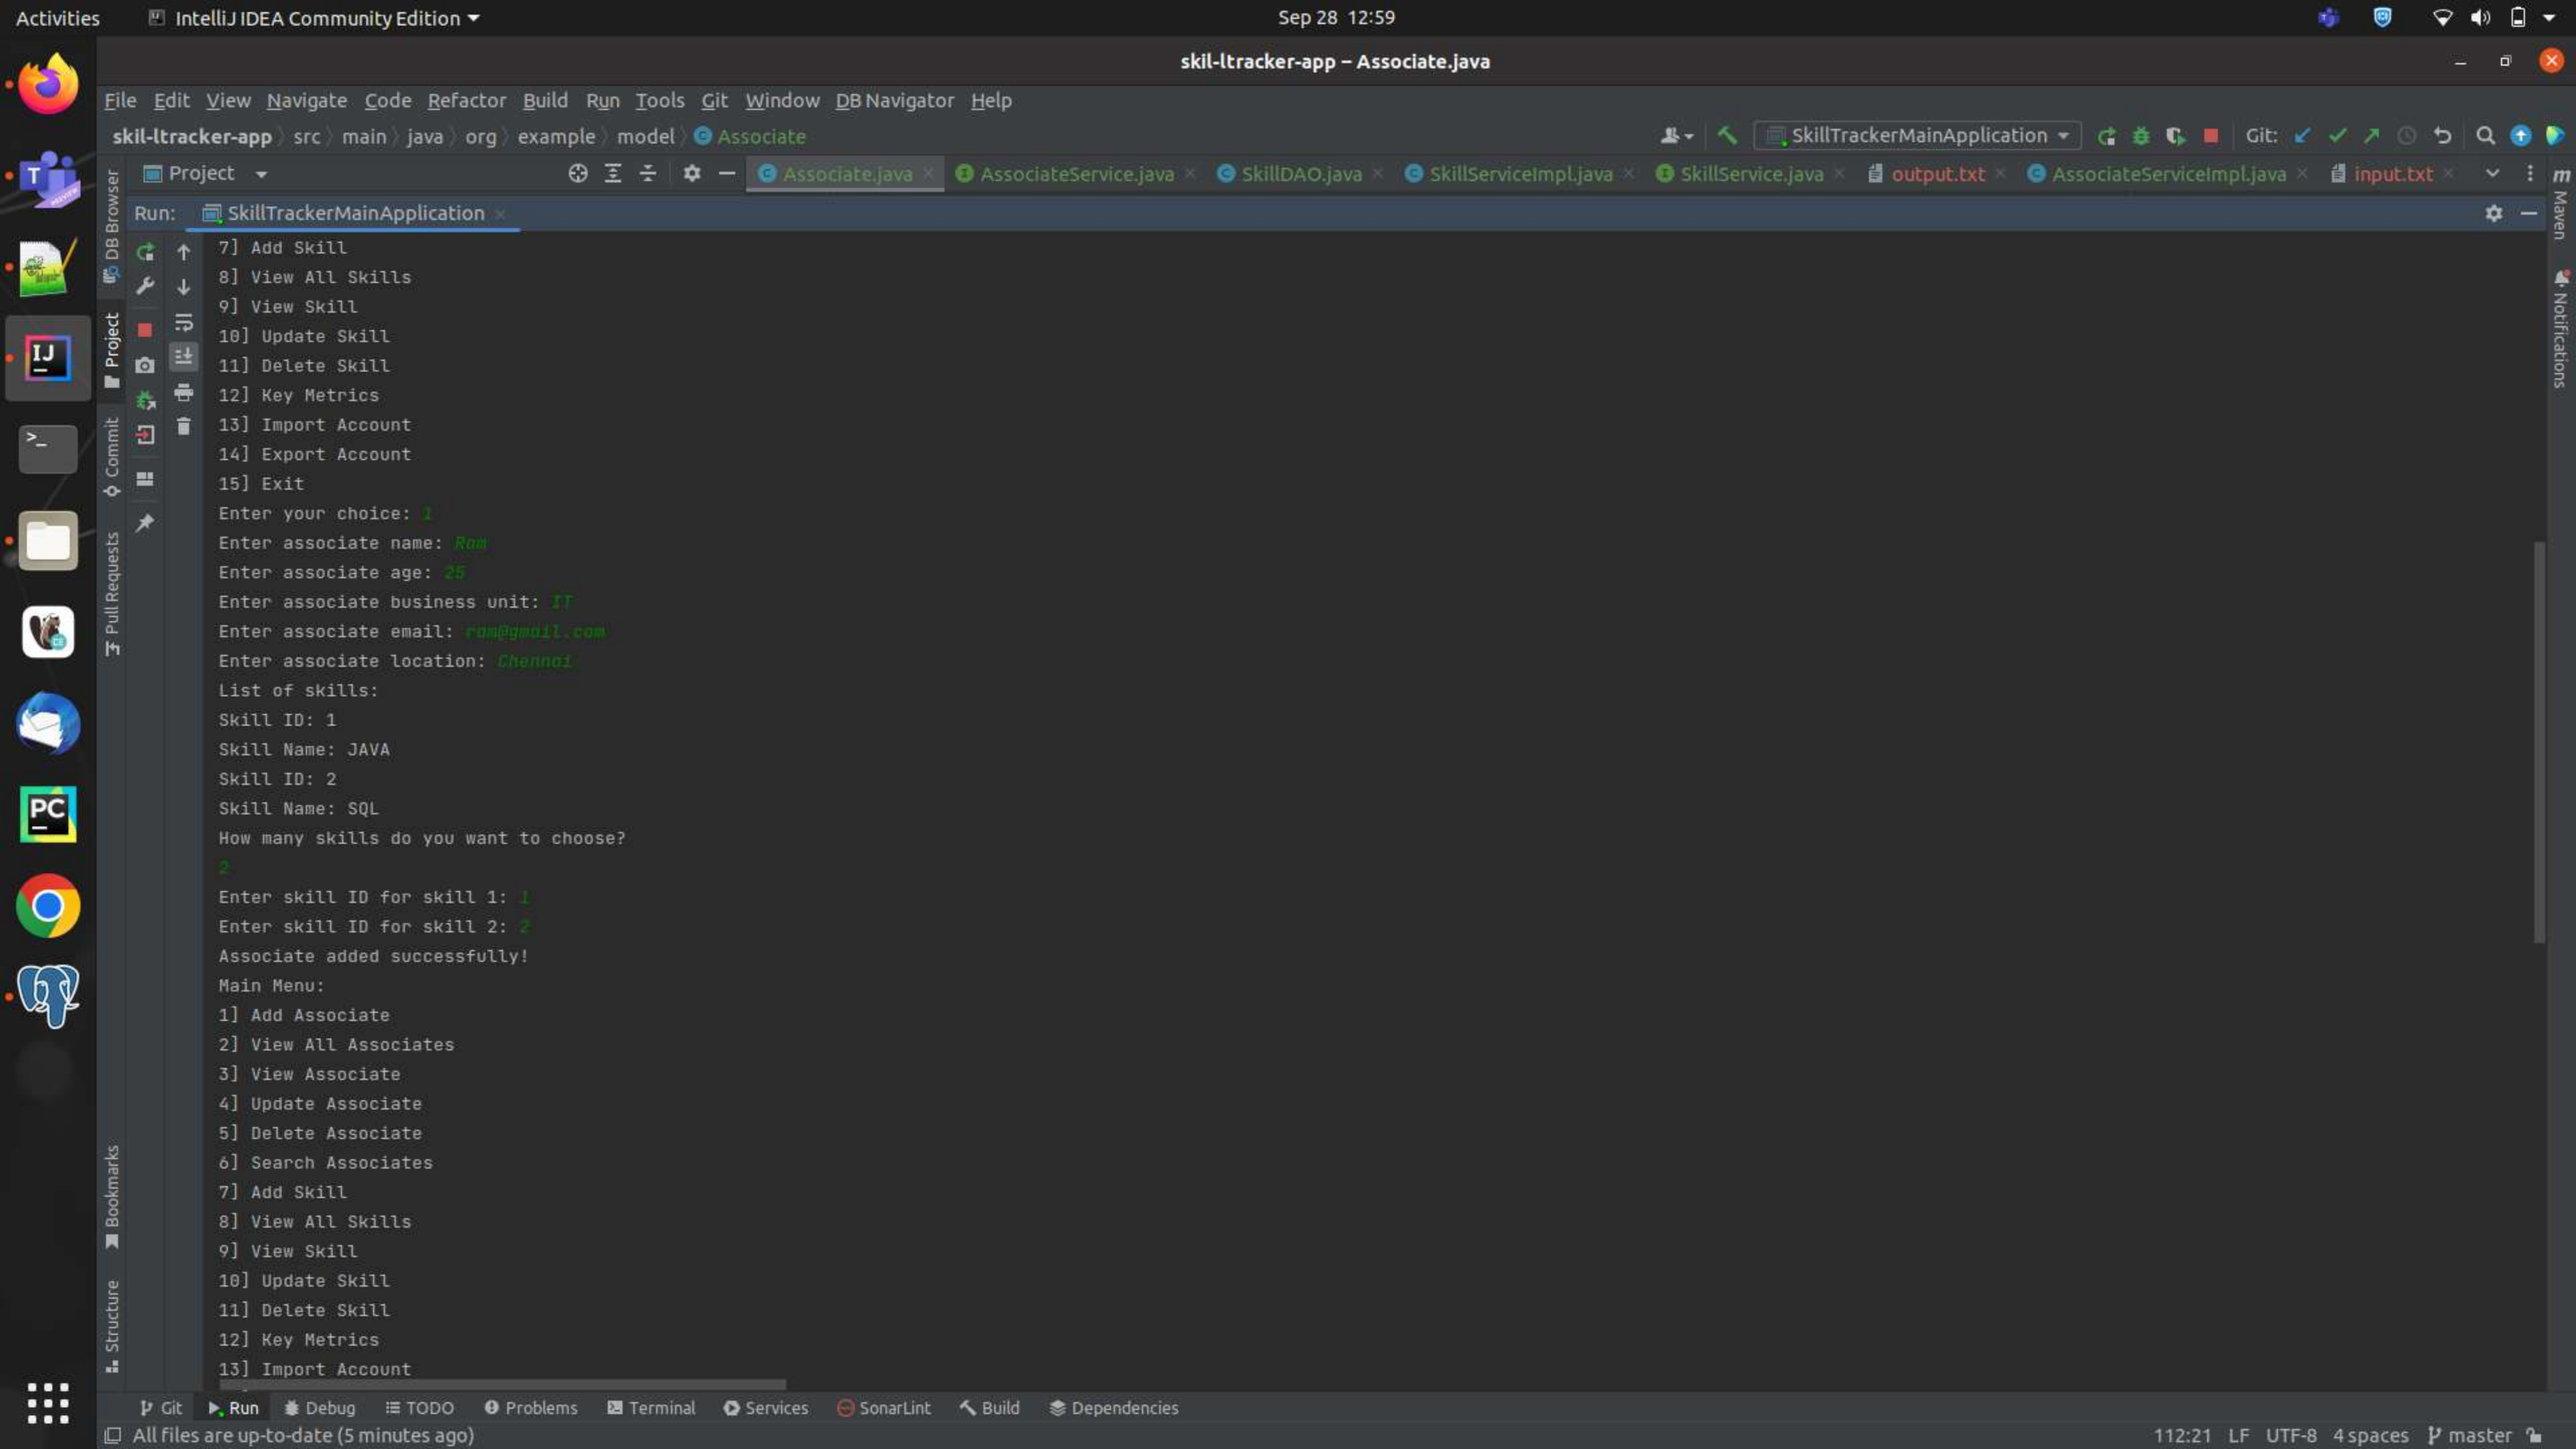 Activities IntelliJ IDEA Community Edition Sep 28 12:59
skil-ltracker-app – Associate.java
File Edit View Navigate Code Refactor Build Run Tools Git Window DB Navigator Help
skil-ltracker-app src main java org example model Associate SkillTrackerMainApplication Git:
Project Associate.java AssociateService.java SkillDAO.java SkillServiceImpl.java SkillService.java output.txt AssociateServiceImpl.java input.txt
Run: SkillTrackerMainApplication
7] Add Skill
8] View All Skills
9] View Skill
10] Update Skill
11] Delete Skill
12] Key Metrics
13] Import Account
14] Export Account
15] Exit
Enter your choice: 1
Enter associate name: Ram
Enter associate age: 25
Enter associate business unit: IT
Enter associate email: ram@gmail.com
Enter associate location: Chennai
List of skills:
Skill ID: 1
Skill Name: JAVA
Skill ID: 2
Skill Name: SQL
How many skills do you want to choose?
2
Enter skill ID for skill 1: 1
Enter skill ID for skill 2: 2
Associate added successfully!
Main Menu:
1] Add Associate
2] View All Associates
3] View Associate
4] Update Associate
5] Delete Associate
6] Search Associates
7] Add Skill
8] View All Skills
9] View Skill
10] Update Skill
11] Delete Skill
12] Key Metrics
13] Import Account
DB Browser
Project
Commit
Pull Requests
Bookmarks
Structure
Maven
Notifications
Git Run Debug TODO Problems Terminal Services SonarLint Build Dependencies
All files are up-to-date (5 minutes ago) 112:21 LF UTF-8 4 spaces master